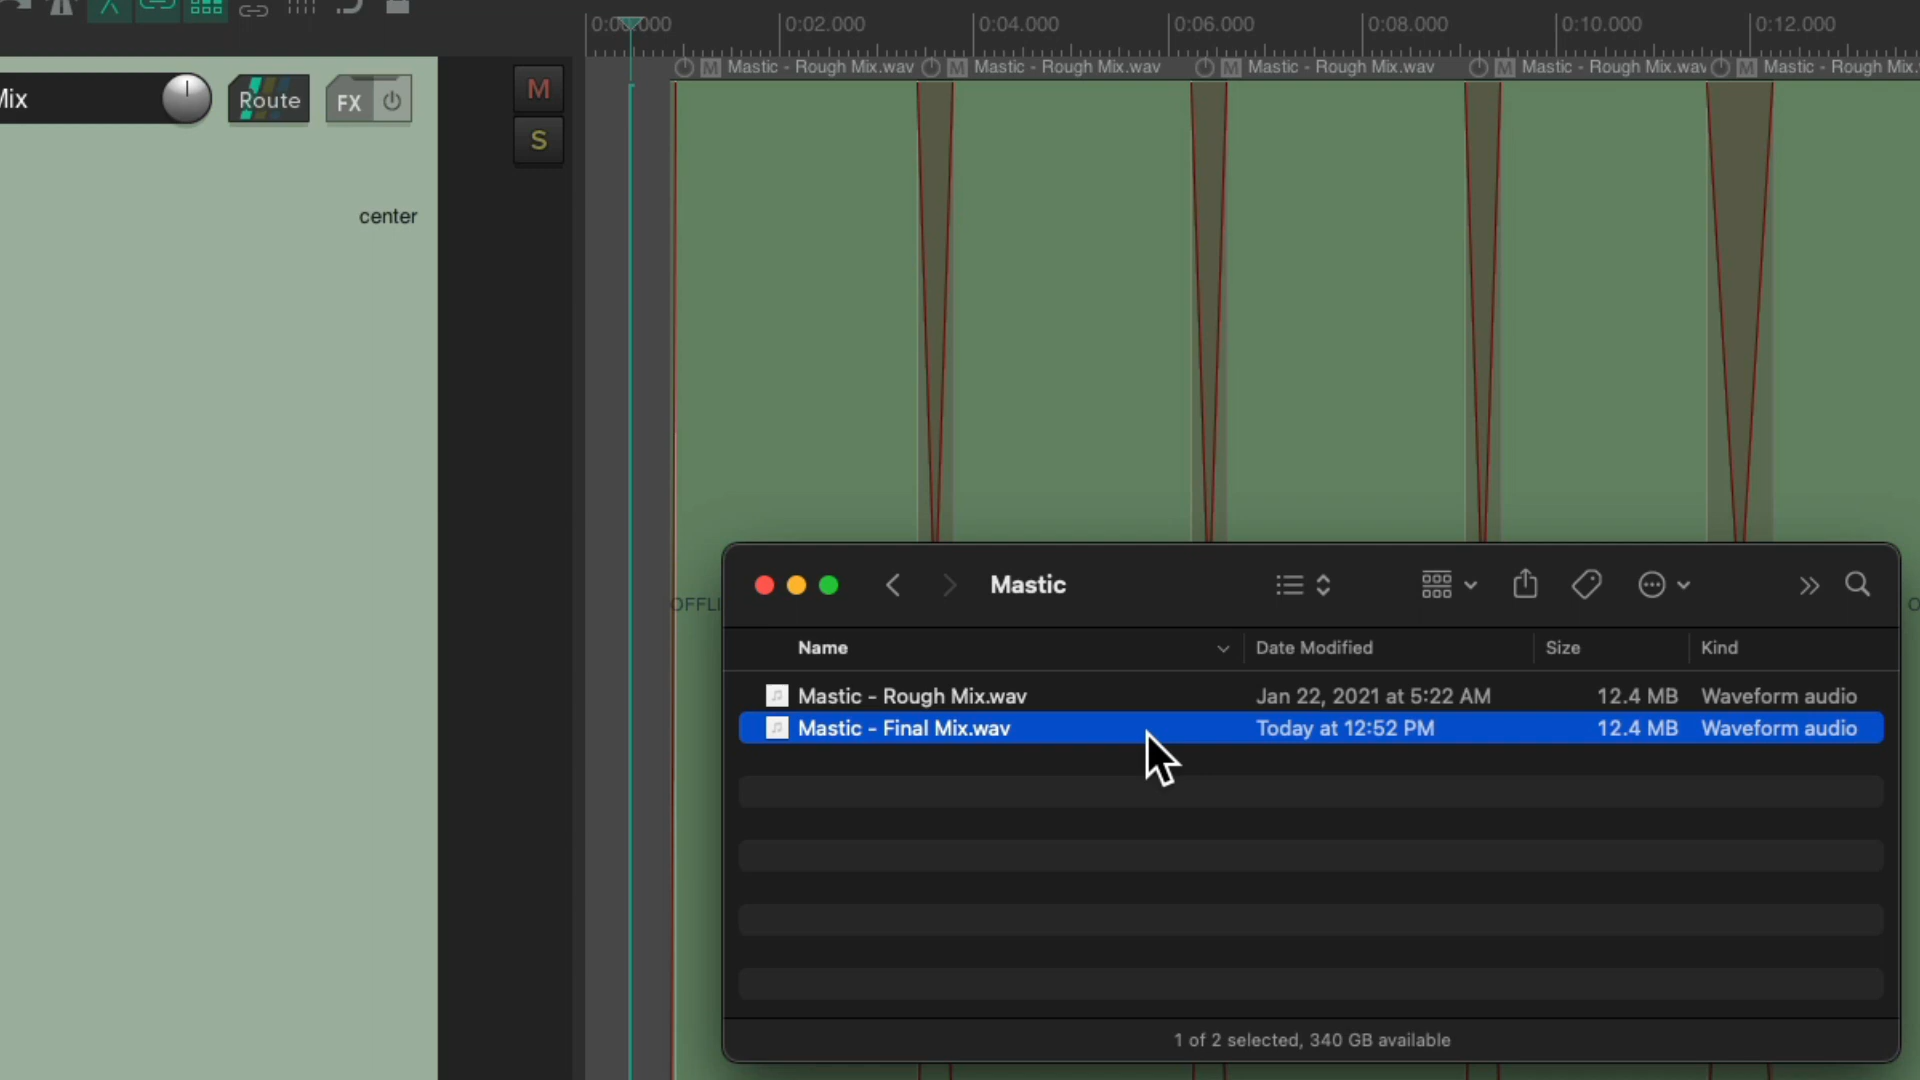 0:00.000 0:02.000 0:04.000 0:06.000 0:08.000 0:10.000 0:12.000
M Mastic - Rough Mix.wav M Mastic - Rough Mix.wav M Mastic - Rough Mix.wav M Mastic - Rough Mix.wav M Mastic - Rough Mix.wav
Mix Route FX M
S
center
OFFLI
Mastic
Name Date Modified Size Kind
Mastic - Rough Mix.wav Jan 22, 2021 at 5:22 AM 12.4 MB Waveform audio
Mastic - Final Mix.wav Today at 12:52 PM 12.4 MB Waveform audio
1 of 2 selected, 340 GB available